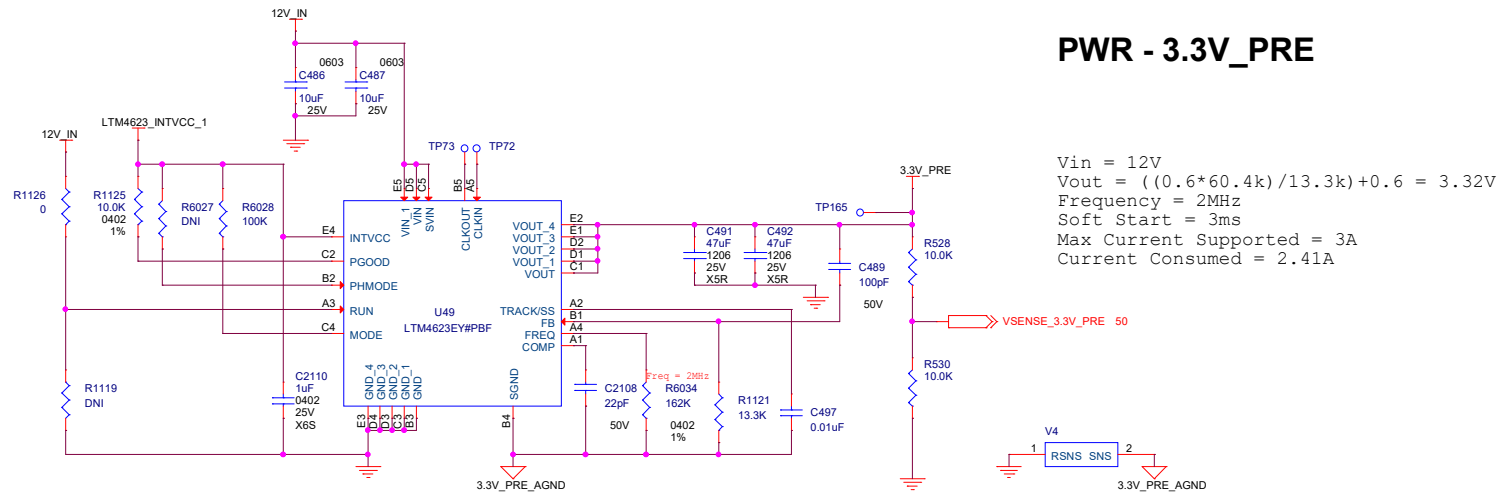 PWR - 3.3V_PRE
Vin = 12V
Vout = ((0.6*60.4k)/13.3k)+0.6 = 3.32V
Frequency = 2MHz
Soft Start = 3ms
Max Current Supported = 3A
Current Consumed = 2.41A
12V_IN
0603
C486
10uF
25V
0603
C487
10uF
25V
12V_IN
LTM4623_INTVCC_1
R1126
0
R1125
10.0K
0402
1%
R6027
DNI
R6028
100K
TP73
TP72
E5
D5
C5
B5
A5
VIN_1
VIN
SVIN
CLKOUT
CLKIN
E4
INTVCC
C2
PGOOD
B2
PHMODE
A3
RUN
C4
MODE
U49
LTM4623EY#PBF
VOUT_4
E2
VOUT_3
E1
VOUT_2
D2
VOUT_1
D1
VOUT
C1
TRACK/SS
A2
FB
B1
FREQ
A4
COMP
A1
GND_4
GND_3
GND_2
GND_1
GND
SGND
E3
D4
D3
C3
B3
B4
R1119
DNI
C2110
1uF
0402
25V
X6S
3.3V_PRE
TP165
C491
47uF
1206
25V
X5R
C492
47uF
1206
25V
X5R
C489
100pF
50V
R528
10.0K
VSENSE_3.3V_PRE 50
R530
10.0K
C2108
22pF
50V
Freq = 2MHz
R6034
162K
0402
1%
R1121
13.3K
C497
0.01uF
3.3V_PRE_AGND
V4
1
RSNS SNS
2
3.3V_PRE_AGND